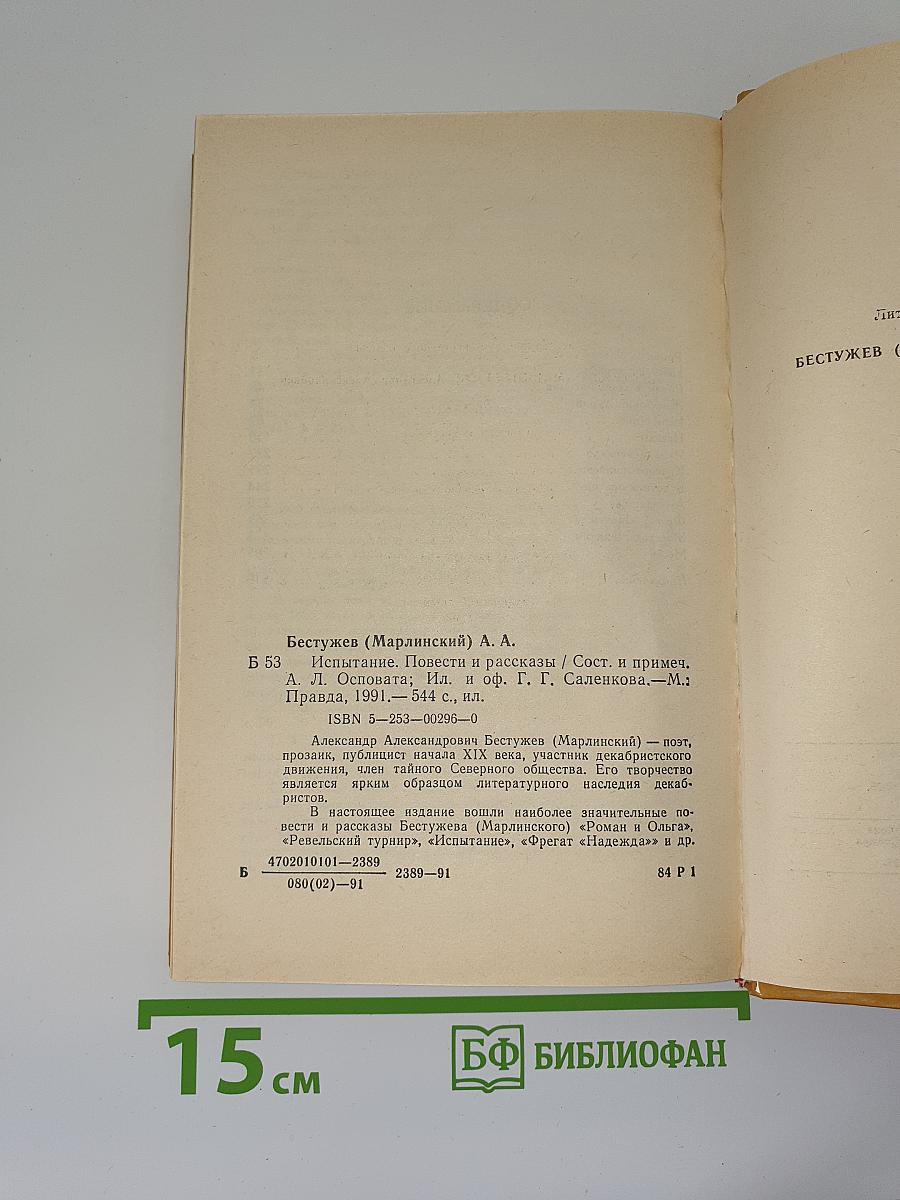 Бестужев (Марлинский) А. А.
Б 53 Испытание. Повести и рассказы / Сост. и примеч.
А. Л. Осповата; Ил. и оф. Г. Г. Саленкова.—М.:
Правда, 1991.— 544 с., ил.
ISBN 5—253—00296—0
Александр Александрович Бестужев (Марлинский) — поэт,
прозаик, публицист начала XIX века, участник декабристского
движения, член тайного Северного общества. Его творчество
является ярким образцом литературного наследия декаб-
ристов.
В настоящее издание вошли наиболее значительные по-
вести и рассказы Бестужева (Марлинского) «Роман и Ольга»,
«Ревельский турнир», «Испытание», «Фрегат «Надежда»» и др.
4702010101—2389
Б 2389—91 84 Р 1
080(02)—91
Лит
БЕСТУЖЕВ (
15 см
БФ БИБЛИОФАН